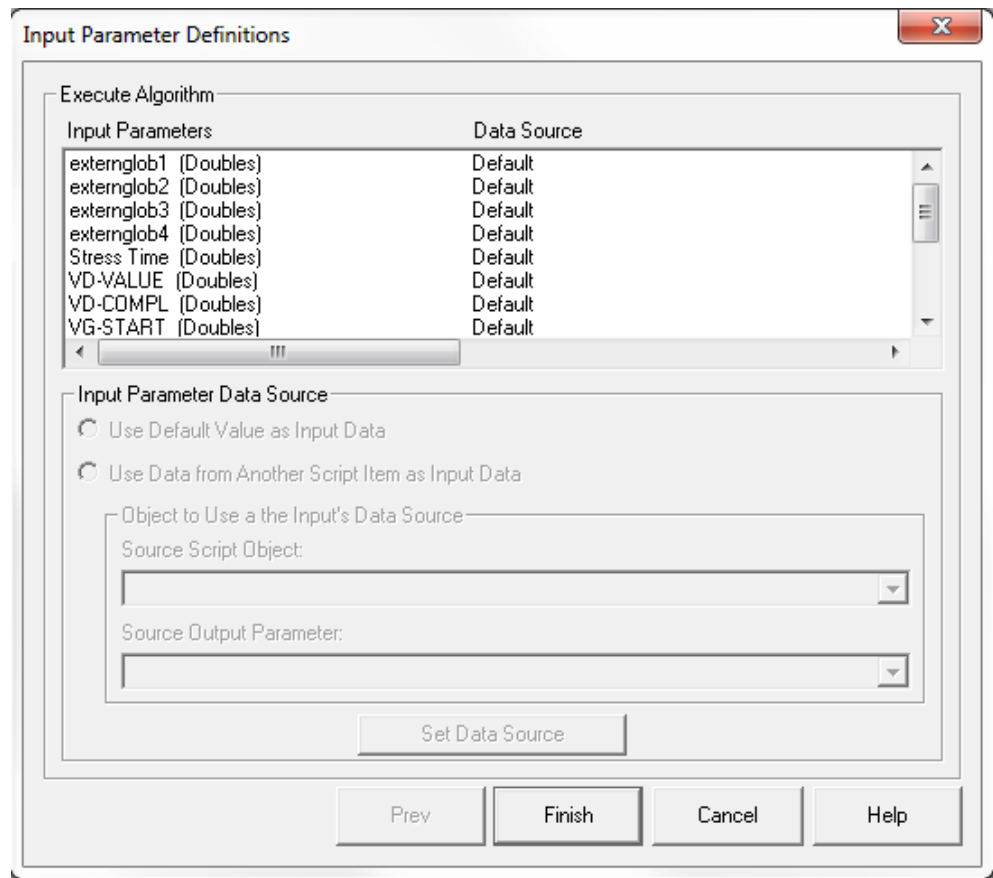 Input Parameter Definitions
Execute Algorithm
Input Parameters Data Source
externglob1 (Doubles) Default
externglob2 (Doubles) Default
externglob3 (Doubles) Default
externglob4 (Doubles) Default
Stress Time (Doubles) Default
VD-VALUE (Doubles) Default
VD-COMPL (Doubles) Default
VG-START (Doubles) Default
Input Parameter Data Source
Use Default Value as Input Data
Use Data from Another Script Item as Input Data
Object to Use a the Input's Data Source
Source Script Object:
Source Output Parameter:
Set Data Source
Prev Finish Cancel Help